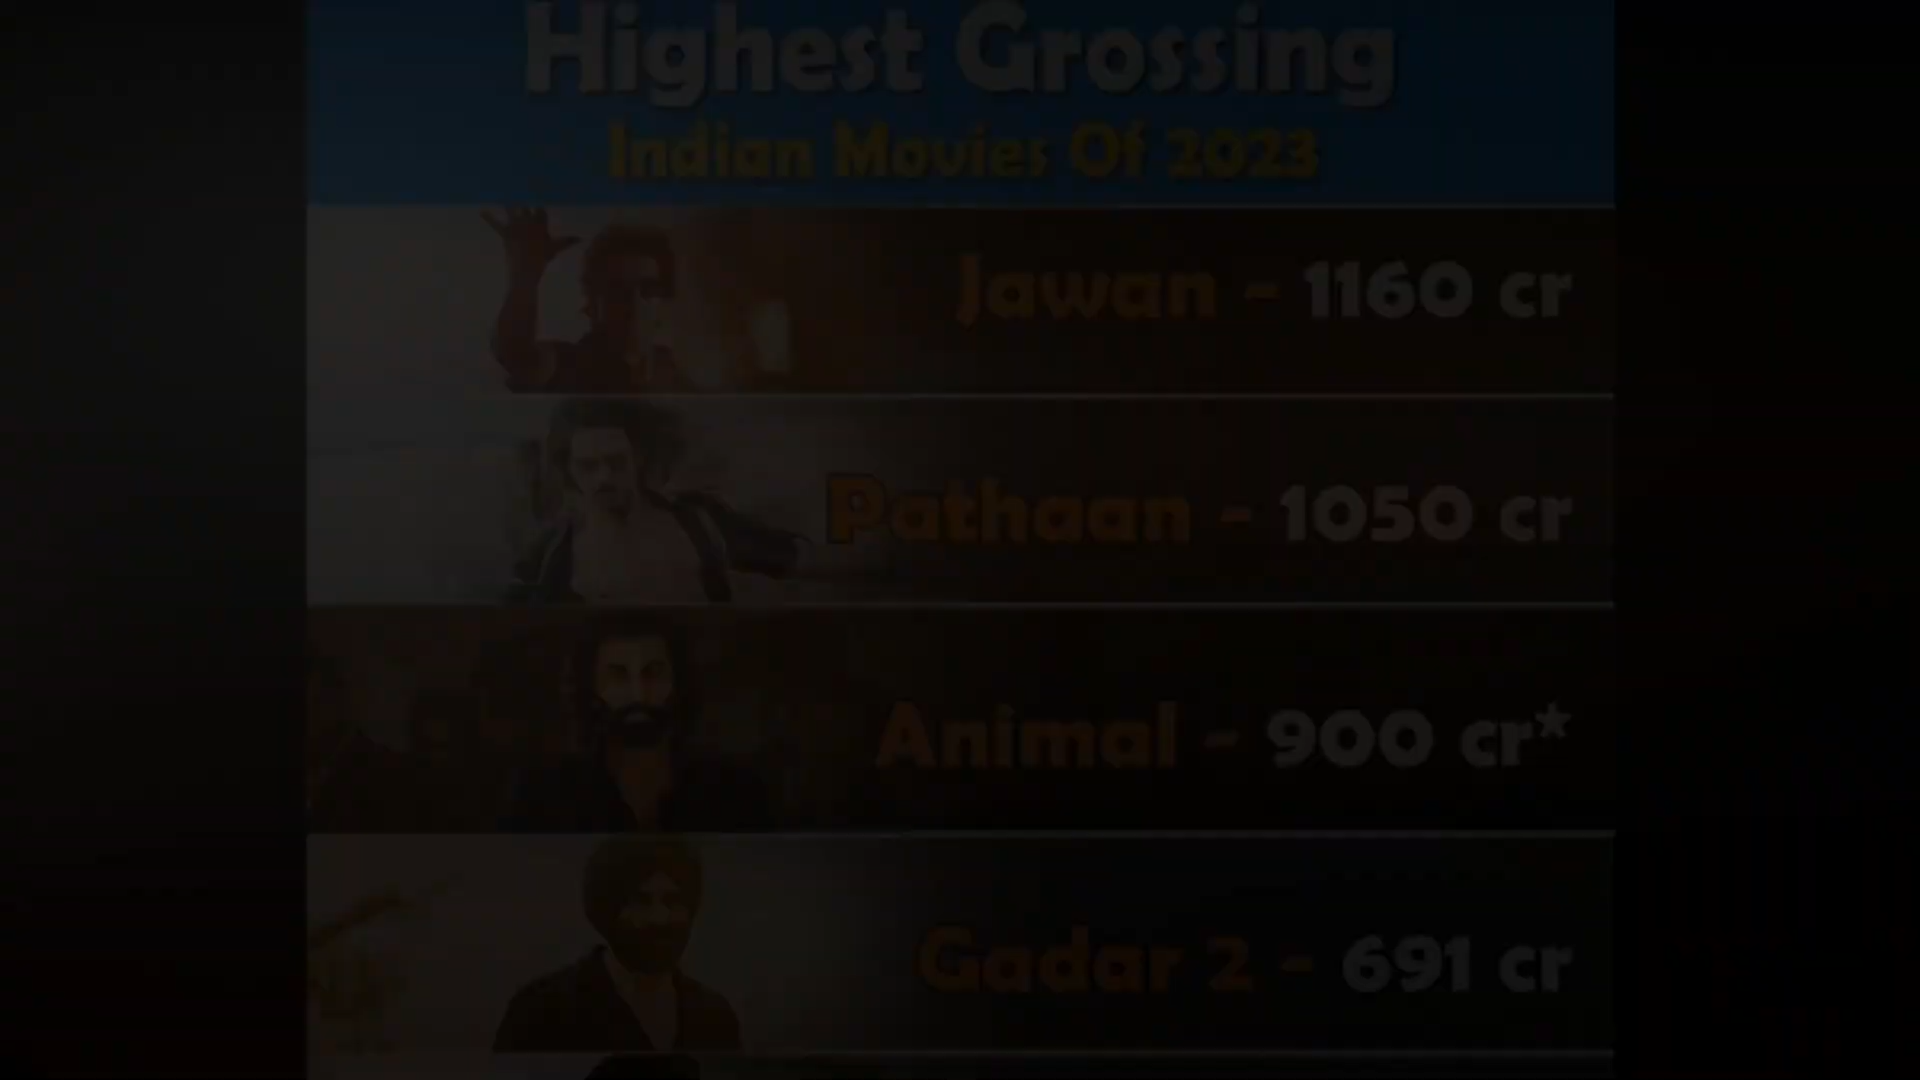 Highest Grossing
Indian Movies Of 2023
Jawan - 1160 cr
Pathaan - 1050 cr
Animal - 900 cr*
Gadar 2 - 691 cr